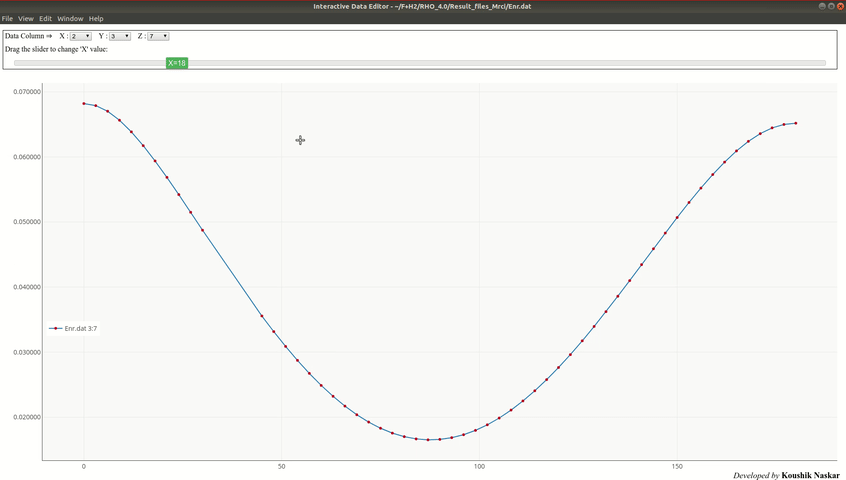 Interactive Data Editor - ~/F+H2/RHO_4.0/Result_files_Mrci/Enr.dat
File View Edit Window Help
Data Column ⇒ X : 2 Y : 3 Z : 7
Drag the slider to change 'X' value:
X=18
0.070000
0.060000
0.050000
0.040000
0.030000
Enr.dat 3:7
0.020000
0 50 100 150
Developed by Koushik Naskar